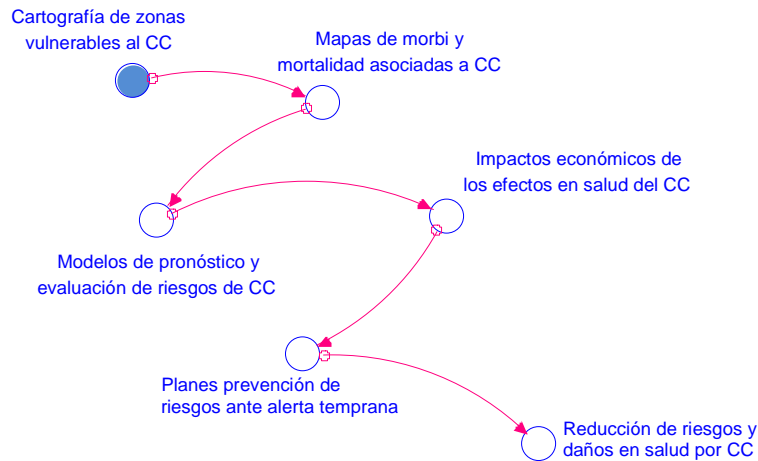 Cartografía de zonas
vulnerables al CC
Mapas de morbi y
mortalidad asociadas a CC
Impactos económicos de
los efectos en salud del CC
Modelos de pronóstico y
evaluación de riesgos de CC
Planes prevención de
riesgos ante alerta temprana
Reducción de riesgos y
daños en salud por CC